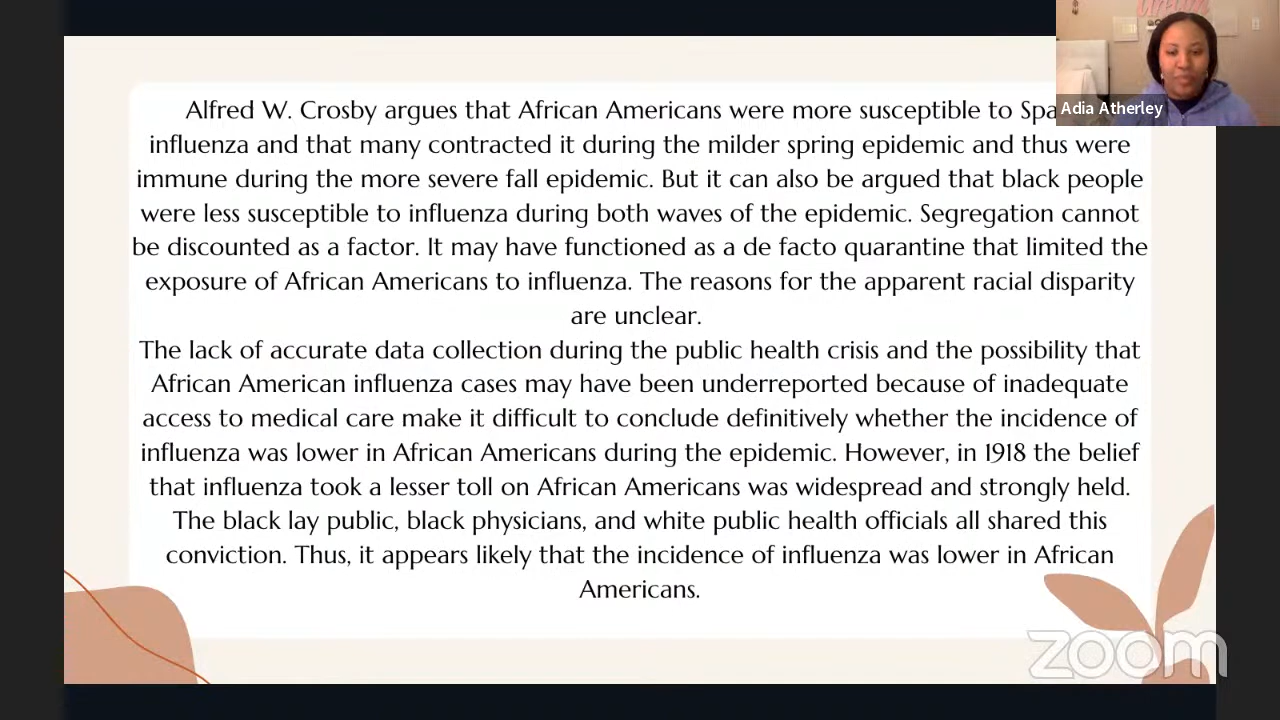 Alfred W. Crosby argues that African Americans were more susceptible to
influenza and that many contracted it during the milder spring epidemic and thus were
immune during the more severe fall epidemic. But it can also be argued that black people
were less susceptible to influenza during both waves of the epidemic. Segregation cannot
be discounted as a factor. It may have functioned as a de facto quarantine that limited the
exposure of African Americans to influenza. The reasons for the apparent racial disparity
are unclear.
The lack of accurate data collection during the public health crisis and the possibility that
African American influenza cases may have been underreported because of inadequate
access to medical care make it difficult to conclude definitively whether the incidence of
influenza was lower in African Americans during the epidemic. However, in 1918 the belief
that influenza took a lesser toll on African Americans was widespread and strongly held.
The black lay public, black physicians, and white public health officials all shared this
conviction. Thus, it appears likely that the incidence of influenza was lower in African
Americans.
Adia Atherley
zoom